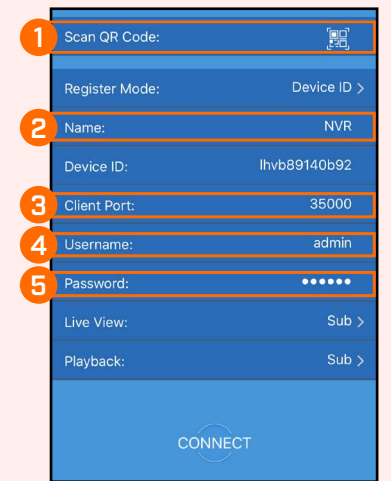 1 Scan QR Code:
Register Mode: Device ID >
2 Name: NVR
Device ID: lhvb89140b92
3 Client Port: 35000
4 Username: admin
5 Password: ••••••
Live View: Sub >
Playback: Sub >
CONNECT